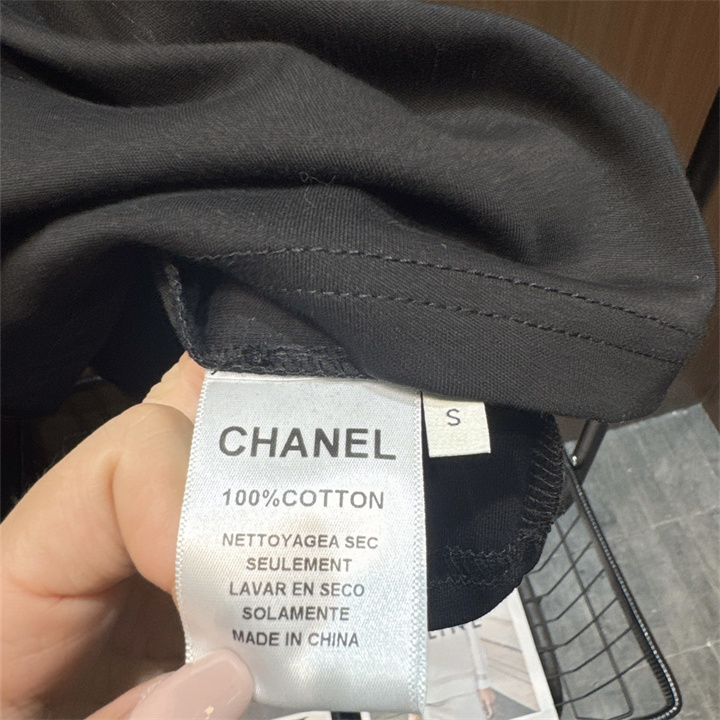 CHANEL
100%COTTON
NETTOYAGEA SEC
SEULEMENT
LAVAR EN SECO
SOLAMENTE
MADE IN CHINA
S